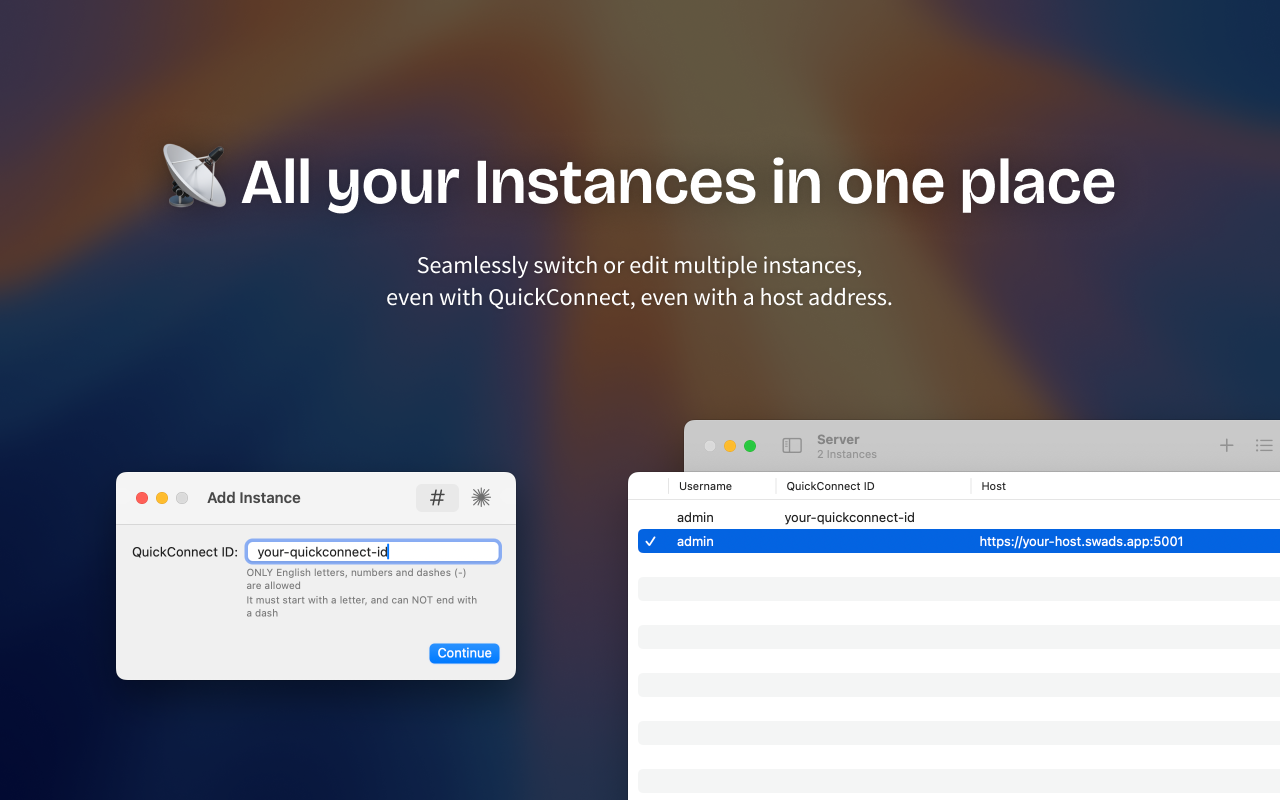 All your Instances in one place
Seamlessly switch or edit multiple instances,
even with QuickConnect, even with a host address.
Add Instance
#
QuickConnect ID:
your-quickconnect-id
ONLY English letters, numbers and dashes (-)
are allowed
It must start with a letter, and can NOT end with
a dash
Continue
Server
2 Instances
Username QuickConnect ID Host
admin your-quickconnect-id
admin https://your-host.swads.app:5001